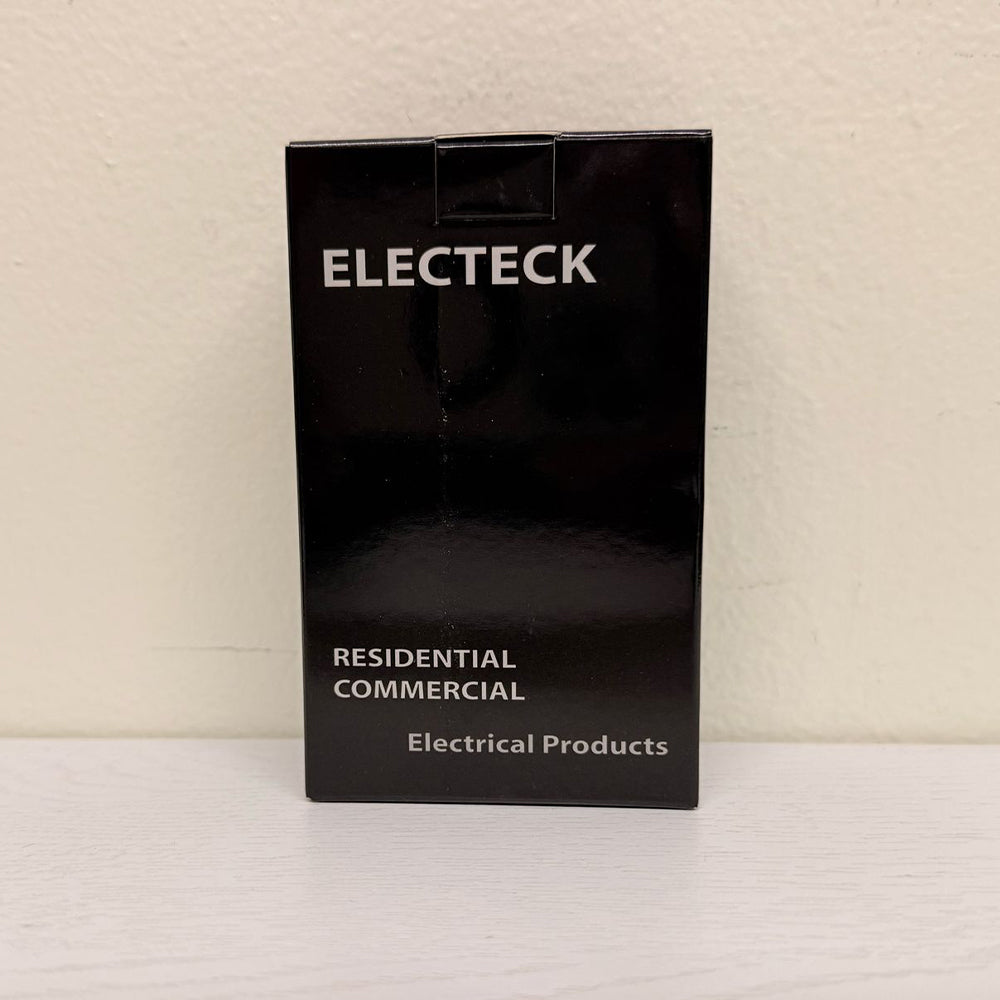 ELECTECK
RESIDENTIAL
COMMERCIAL
Electrical Products